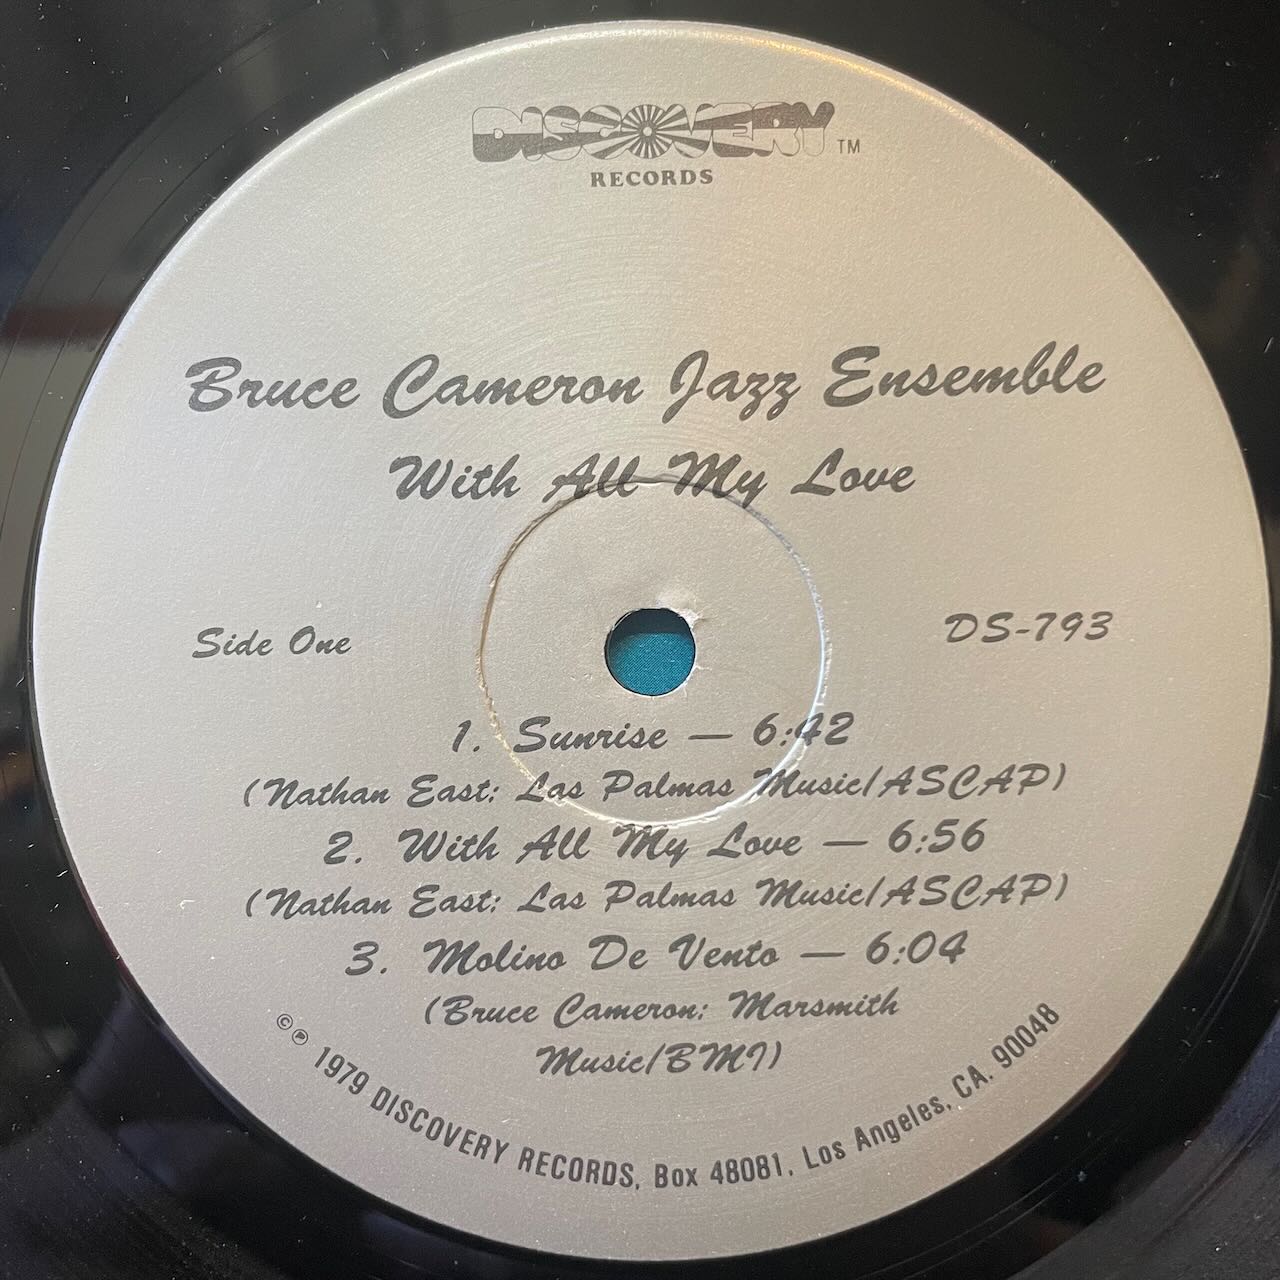 DISCOVERY TM
RECORDS
Bruce Cameron Jazz Ensemble
With All My Love
Side One
DS-793
1. Sunrise — 6:42
(Nathan East: Las Palmas Music/ASCAP)
2. With All My Love — 6:56
(Nathan East: Las Palmas Music/ASCAP)
3. Molino De Vento — 6:04
(Bruce Cameron: Marsmith
Music/BMI)
©℗ 1979 DISCOVERY RECORDS, Box 48081, Los Angeles, CA. 90048